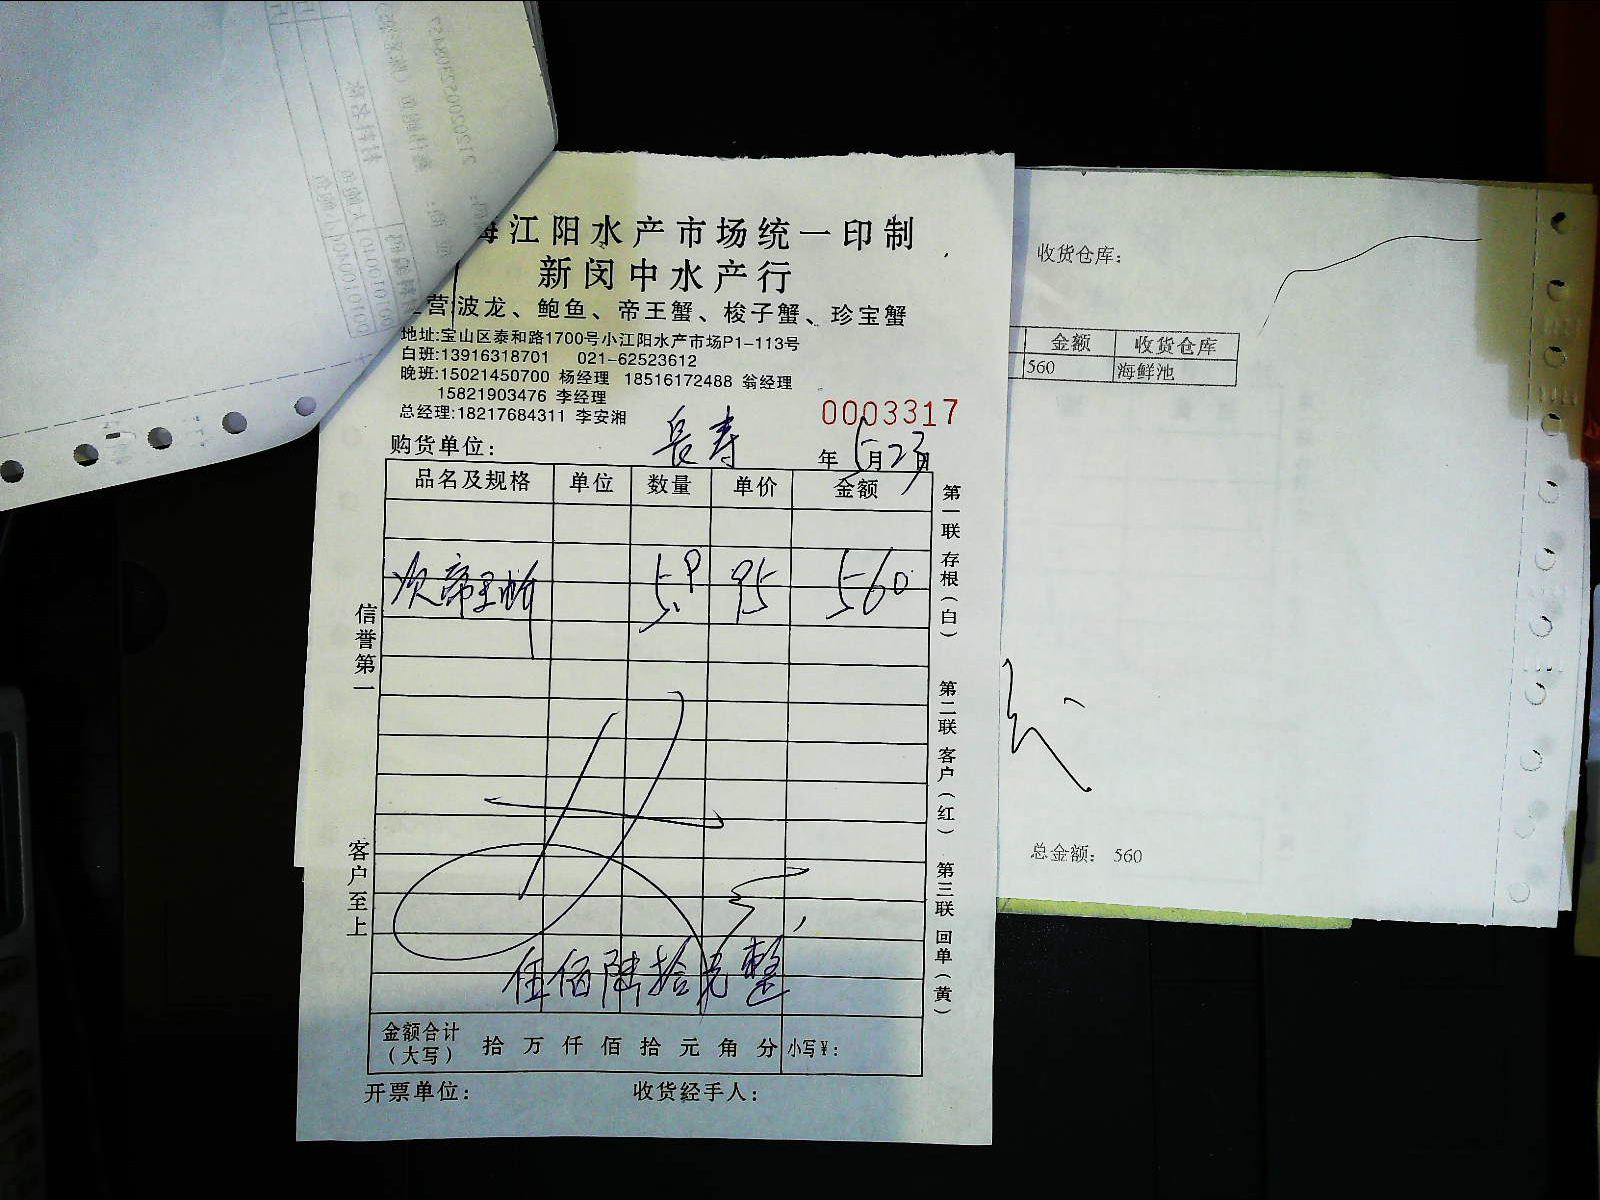 海江阳水产市场统一印制
新闵中水产行
营:波龙、鲍鱼、帝王蟹、梭子蟹、珍宝蟹
地址:宝山区泰和路1700号小江阳水产市场P1-113号
白班:13916318701 021-62523612
晚班:15021450700 杨经理 18516172488 翁经理
15821903476 李经理
总经理:18217684311 李安湘
0003317
购货单位: 長寿 年 5月23日
品名及规格 单位 数量 单价 金额
次帝王蟹 5.9 95 560
伍佰陆拾元整
金额合计(大写) 拾 万 仟 佰 拾 元 角 分 小写¥:
开票单位: 收货经手人:
信誉第一
客户至上
第一联 存根(白)
第二联 客户(红)
第三联 回单(黄)
收货仓库:
金额 收货仓库
560 海鲜池
总金额: 560